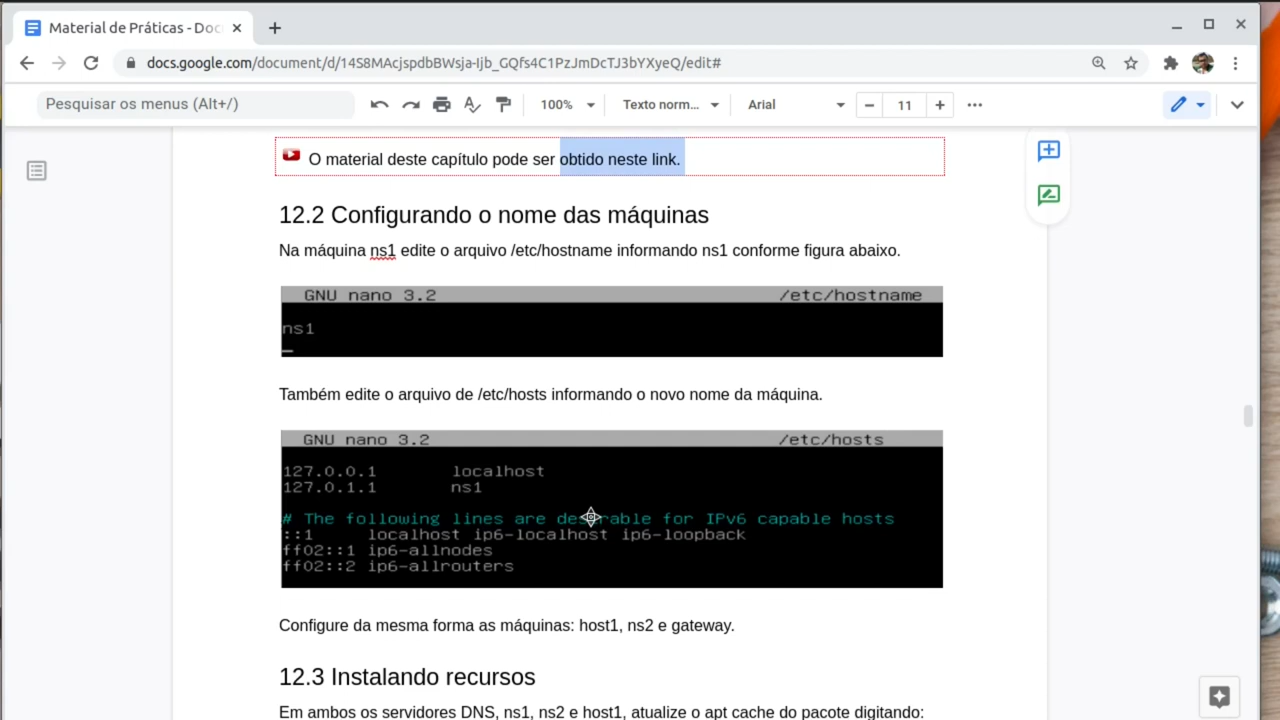 Material de Práticas - Doc
docs.google.com/document/d/14S8MAcjspdbBWsja-Ijb_GQfs4C1PzJmDcTJ3bYXyeQ/edit#
Pesquisar os menus (Alt+/)
100%
Texto norm...
Arial
11
O material deste capítulo pode ser obtido neste link.
12.2 Configurando o nome das máquinas
Na máquina ns1 edite o arquivo /etc/hostname informando ns1 conforme figura abaixo.
GNU nano 3.2 /etc/hostname
ns1
Também edite o arquivo de /etc/hosts informando o novo nome da máquina.
GNU nano 3.2 /etc/hosts
127.0.0.1 localhost
127.0.1.1 ns1
# The following lines are desirable for IPv6 capable hosts
::1 localhost ip6-localhost ip6-loopback
ff02::1 ip6-allnodes
ff02::2 ip6-allrouters
Configure da mesma forma as máquinas: host1, ns2 e gateway.
12.3 Instalando recursos
Em ambos os servidores DNS, ns1, ns2 e host1, atualize o apt cache do pacote digitando: